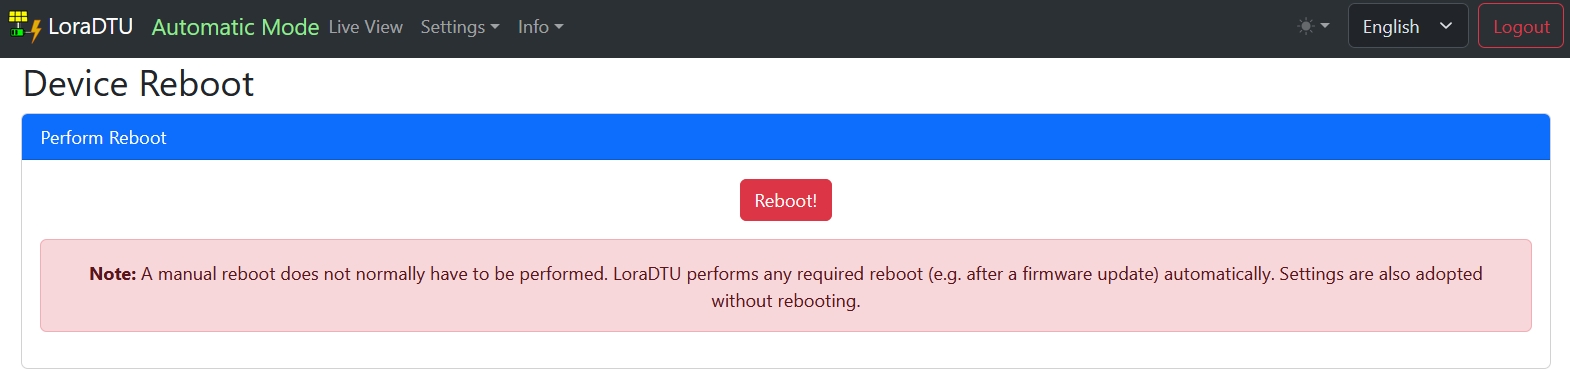 LoraDTU Automatic Mode Live View Settings Info English Logout
Device Reboot
Perform Reboot
Reboot!
Note: A manual reboot does not normally have to be performed. LoraDTU performs any required reboot (e.g. after a firmware update) automatically. Settings are also adopted
without rebooting.